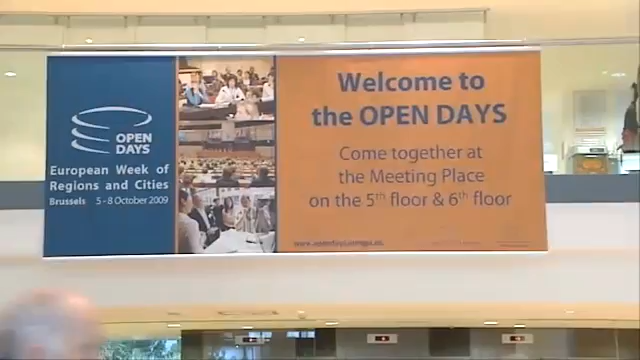 OPEN
DAYS
European Week of
Regions and Cities
Brussels 5-8 October 2009
Welcome to
the OPEN DAYS
Come together at
the Meeting Place
on the 5th floor & 6th floor